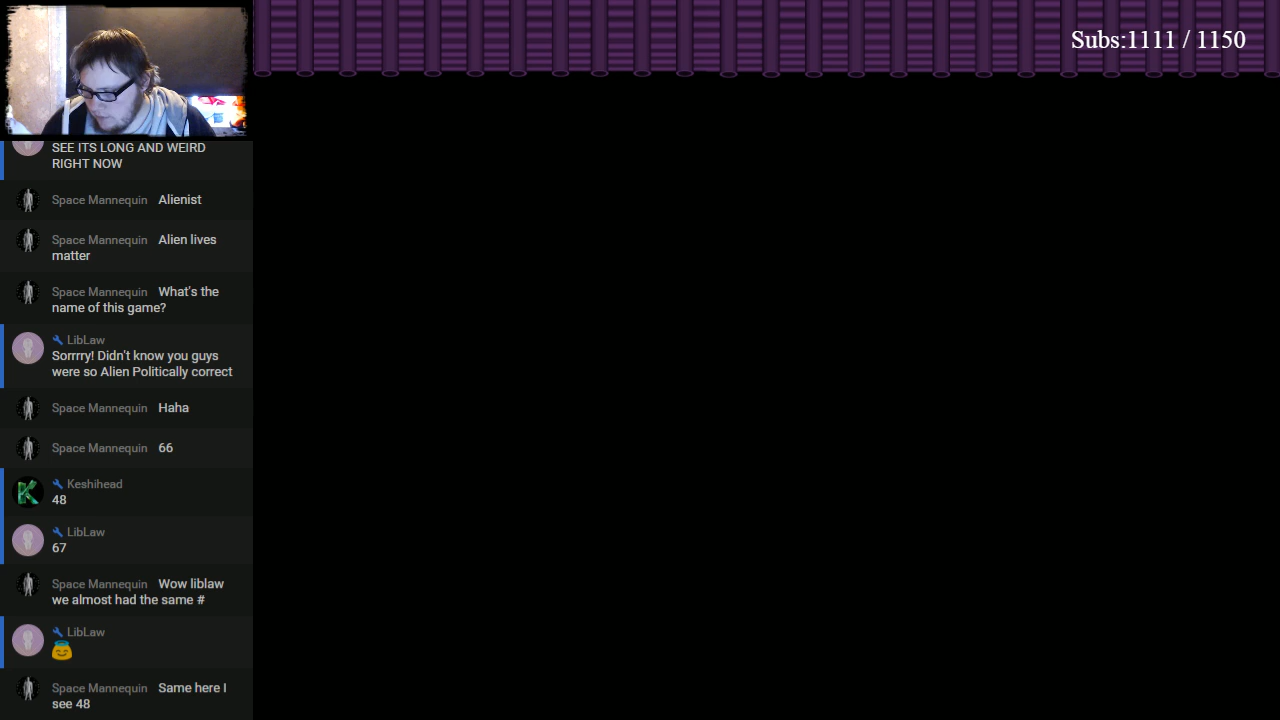 Subs:1111 / 1150
SEE ITS LONG AND WEIRD
RIGHT NOW
Space Mannequin Alienist
Space Mannequin Alien lives
matter
Space Mannequin What's the
name of this game?
LibLaw
Sorrrry! Didn't know you guys
were so Alien Politically correct
Space Mannequin Haha
Space Mannequin 66
K
Keshihead
48
LibLaw
67
Space Mannequin Wow liblaw
we almost had the same #
LibLaw
Space Mannequin Same here I
see 48